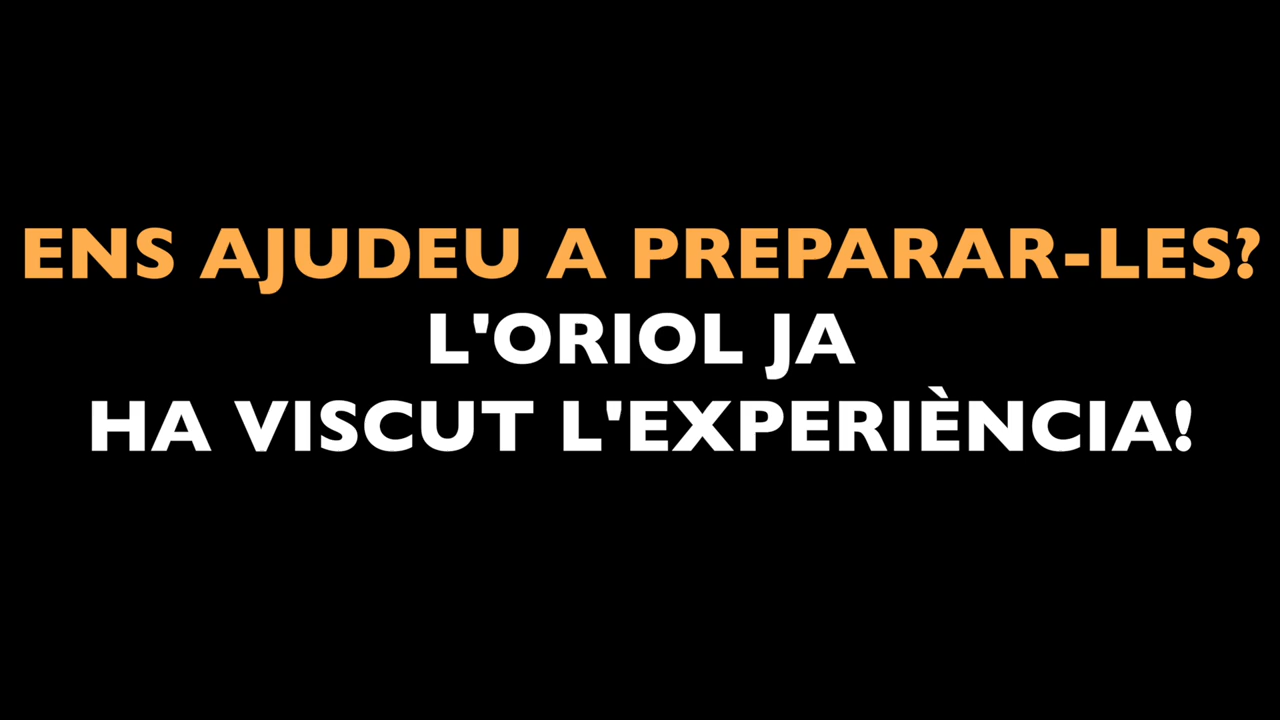 ENS AJUDEU A PREPARAR-LES?
L'ORIOL JA
HA VISCUT L'EXPERIÈNCIA!